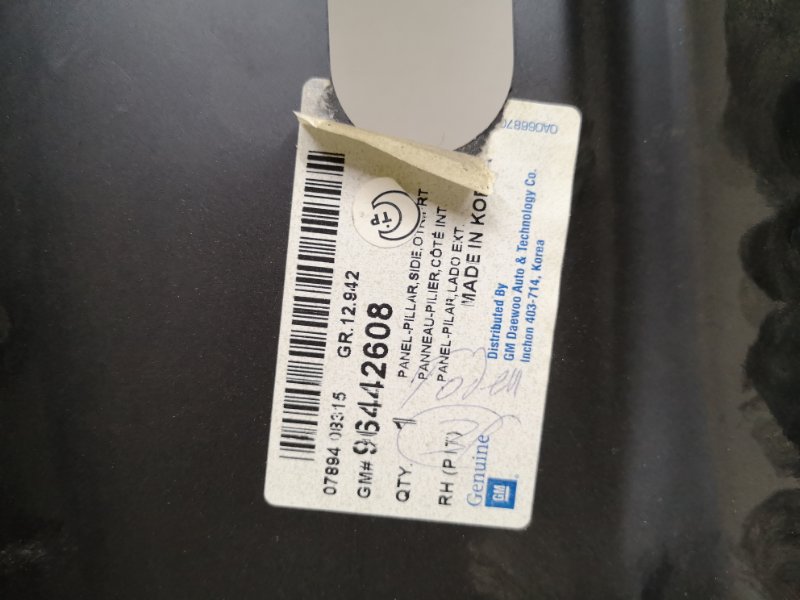 07894 08315 GR.12.942
GM# 96442608
QTY. 1 PANEL-PILLAR,SIDE,OTR,RT
PANNEAU-PILIER,CÔTÉ INT
RH (P IT) PANEL-PILAR,LADO EXT.
MADE IN KOR
Genuine
GM
Distributed By
GM Daewoo Auto & Technology Co.
Inchon 403-714, Korea